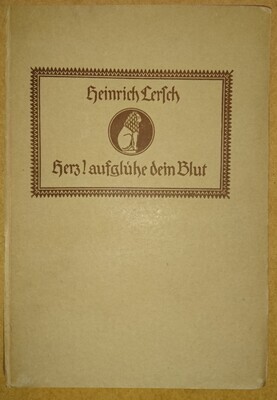 Heinrich Lersch
Herz! aufglühe dein Blut